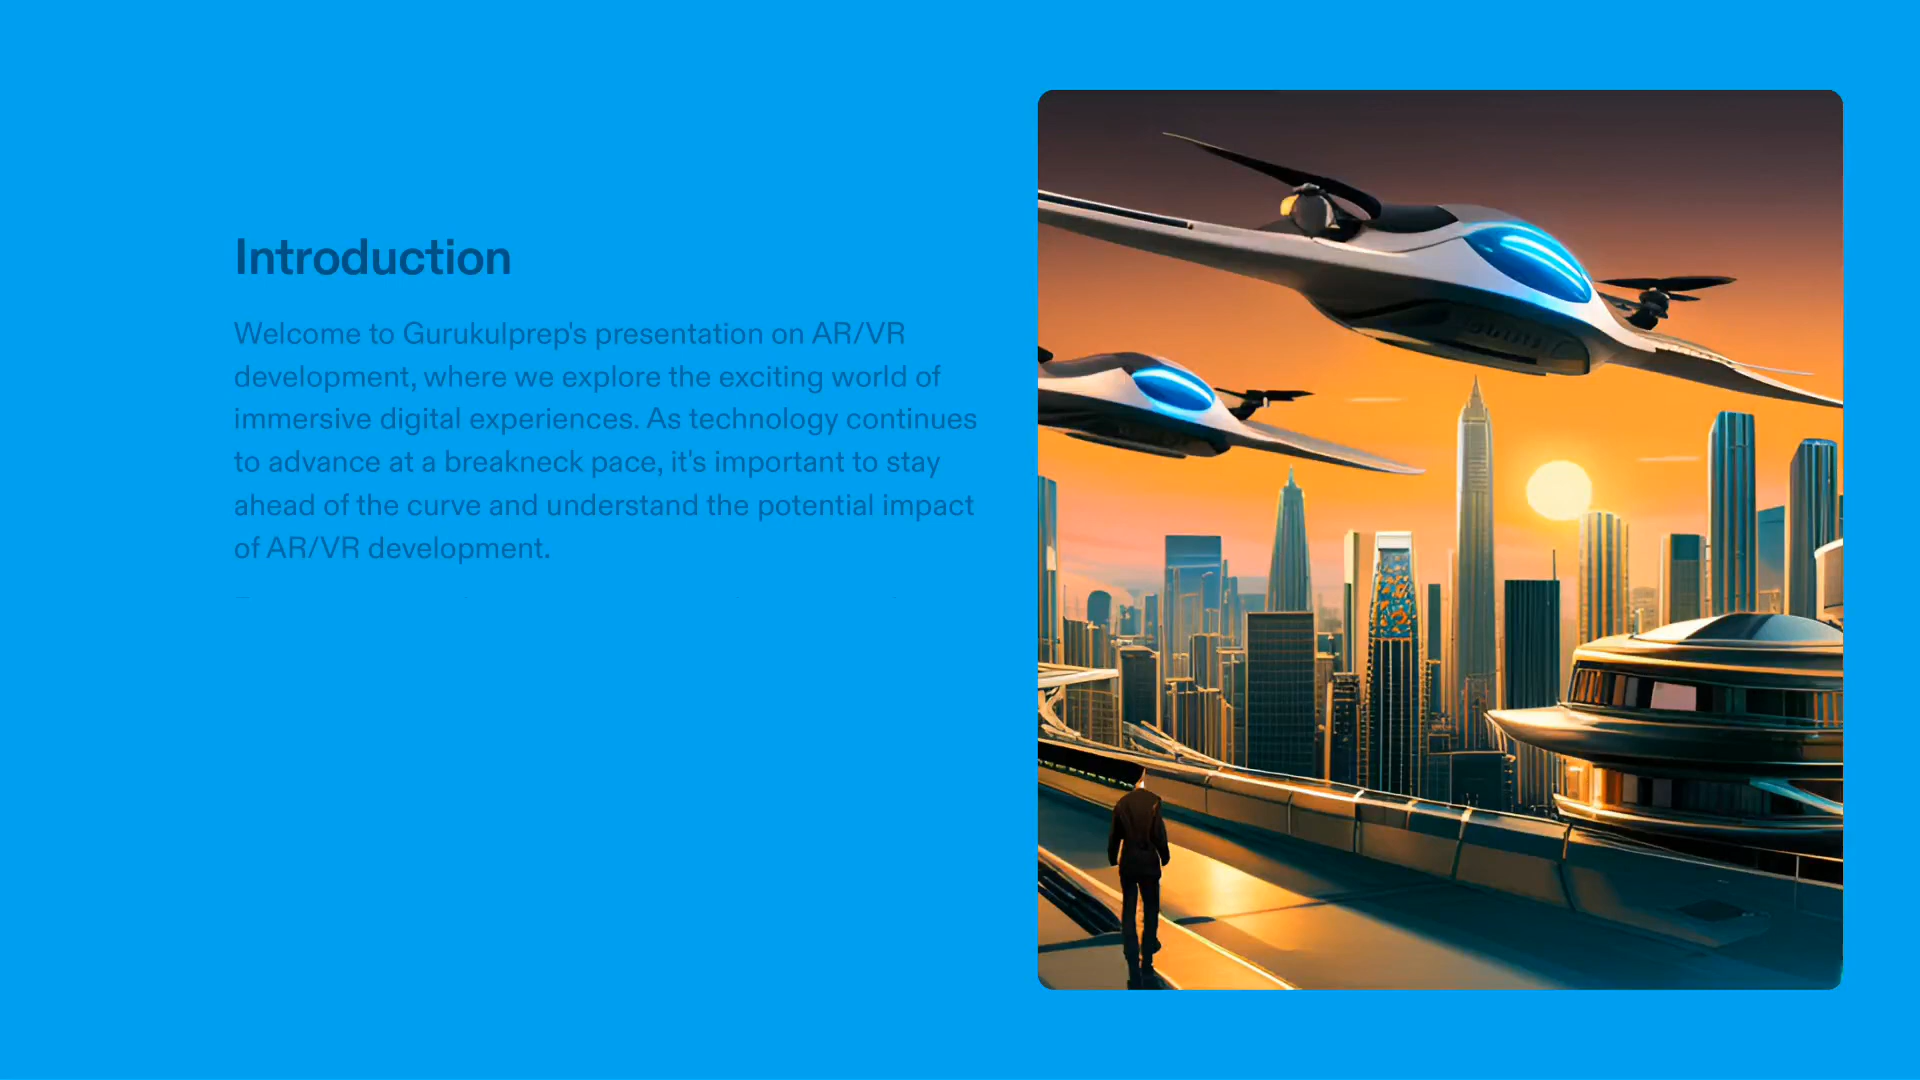 Introduction
Welcome to Gurukulprep's presentation on AR/VR
development, where we explore the exciting world of
immersive digital experiences. As technology continues
to advance at a breakneck pace, it's important to stay
ahead of the curve and understand the potential impact
of AR/VR development.